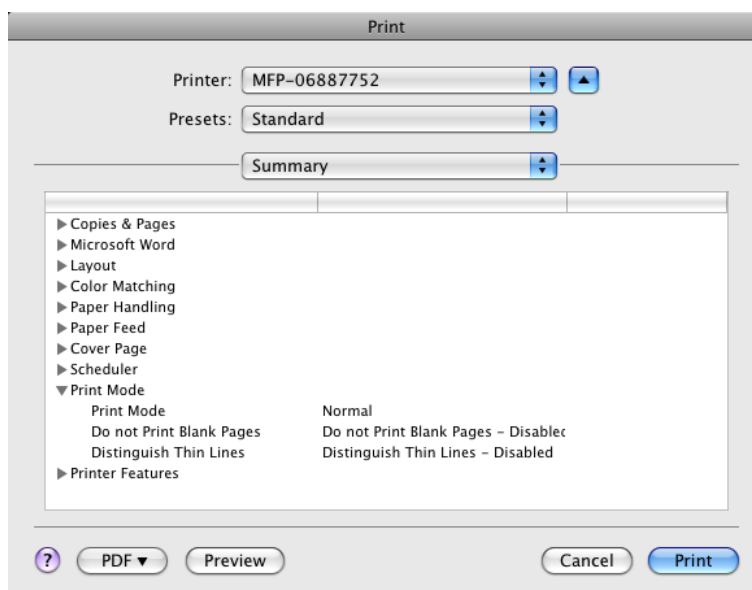 Print
Printer: MFP-06887752
Presets: Standard
Summary
Copies & Pages
Microsoft Word
Layout
Color Matching
Paper Handling
Paper Feed
Cover Page
Scheduler
Print Mode
Print Mode Normal
Do not Print Blank Pages Do not Print Blank Pages – Disablec
Distinguish Thin Lines Distinguish Thin Lines – Disabled
Printer Features
? PDF ▼ Preview Cancel Print